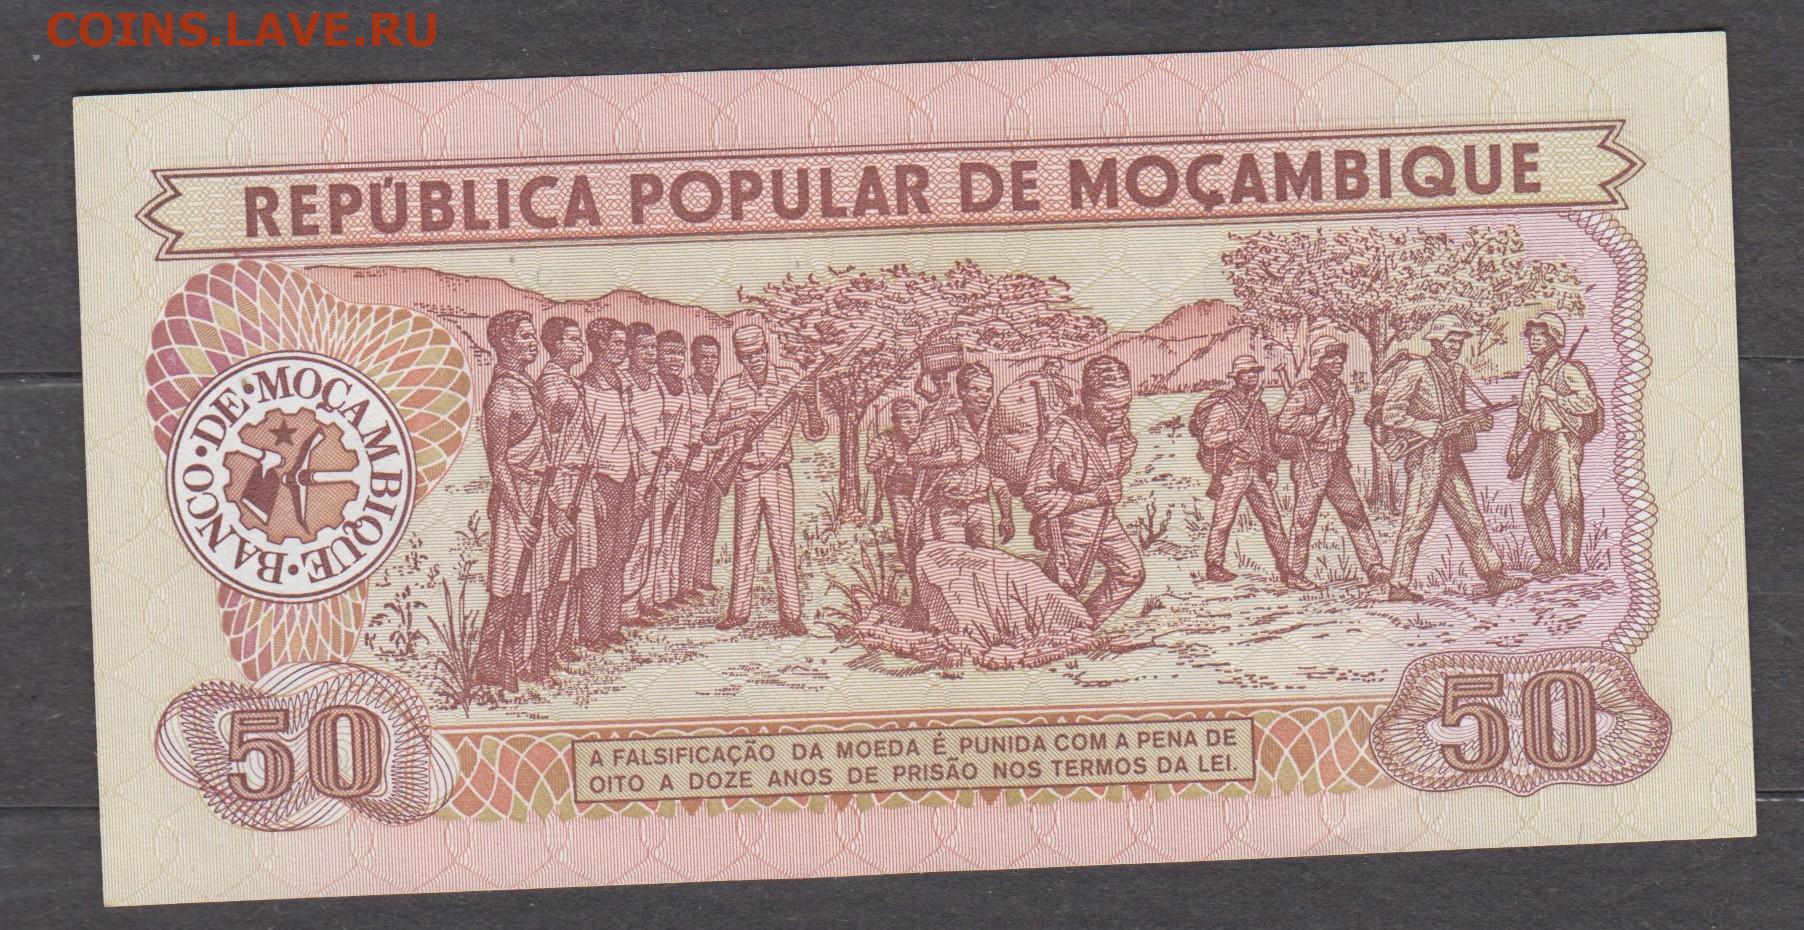 COINS.LAVE.RU
REPÚBLICA POPULAR DE MOÇAMBIQUE
BANCO·DE·MOÇAMBIQUE·
50
50
A FALSIFICAÇÃO DA MOEDA É PUNIDA COM A PENA DE
OITO A DOZE ANOS DE PRISÃO NOS TERMOS DA LEI.